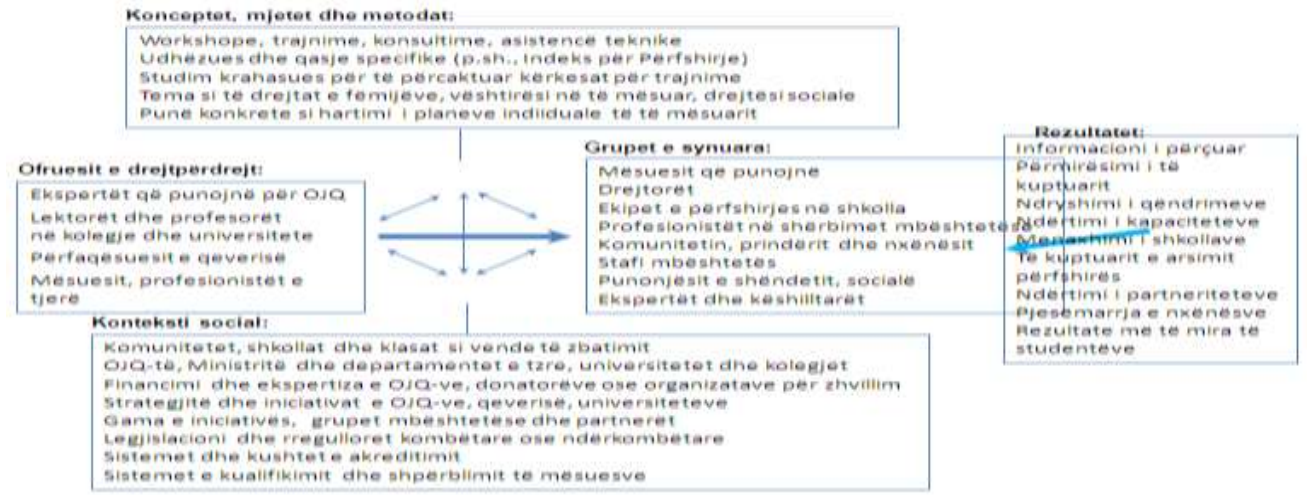 Konceptet, mjetet dhe metodat:
Workshope, trajnime, konsultime, asistencë teknike
Udhëzues dhe qasje specifike (p.sh., Indeks për Përfshirje)
Studim krahasues për të përcaktuar kërkesat për trajnime
Tema si të drejtat e fëmijëve, vështirësi në të mësuar, drejtësi sociale
Punë konkrete si hartimi i planeve indiiduale të të mësuarit
Ofruesit e drejtpërdrejt:
Ekspertët që punojnë për OJQ
Lektorët dhe profesorët
në kolegje dhe universitete
Përfaqësuesit e qeverisë
Mësuesit, profesionistët e
tjerë
Grupet e synuara:
Mësuesit që punojnë
Drejtorët
Ekipet e përfshirjes në shkolla
Profesionistët në shërbimet mbështetëse
Komunitetin, prindërit dhe nxënësit
Stafi mbështetës
Punonjësit e shëndetit, socialë
Ekspertët dhe këshilltarët
Rezultatet:
Informacioni i përçuar
Përmirësimi i të
kuptuarit
Ndryshimi i qëndrimeve
Ndërtimi i kapaciteteve
Menaxhimi i shkollave
Të kuptuarit e arsimit
përfshirës
Ndërtimi i partneriteteve
Pjesëmarrja e nxënësve
Rezultate më të mira të
studentëve
Konteksti social:
Komunitetet, shkollat dhe klasat si vende të zbatimit
OJQ-të, Ministritë dhe departamentet e tzre, universitetet dhe kolegjet
Financimi dhe ekspertiza e OJQ-ve, donatorëve ose organizatave për zhvillim
Strategjitë dhe iniciativat e OJQ-ve, qeverisë, universiteteve
Gama e iniciativës, grupet mbështetëse dhe partnerët
Legjislacioni dhe rregulloret kombëtare ose ndërkombëtare
Sistemet dhe kushtet e akreditimit
Sistemet e kualifikimit dhe shpërblimit të mësuesve